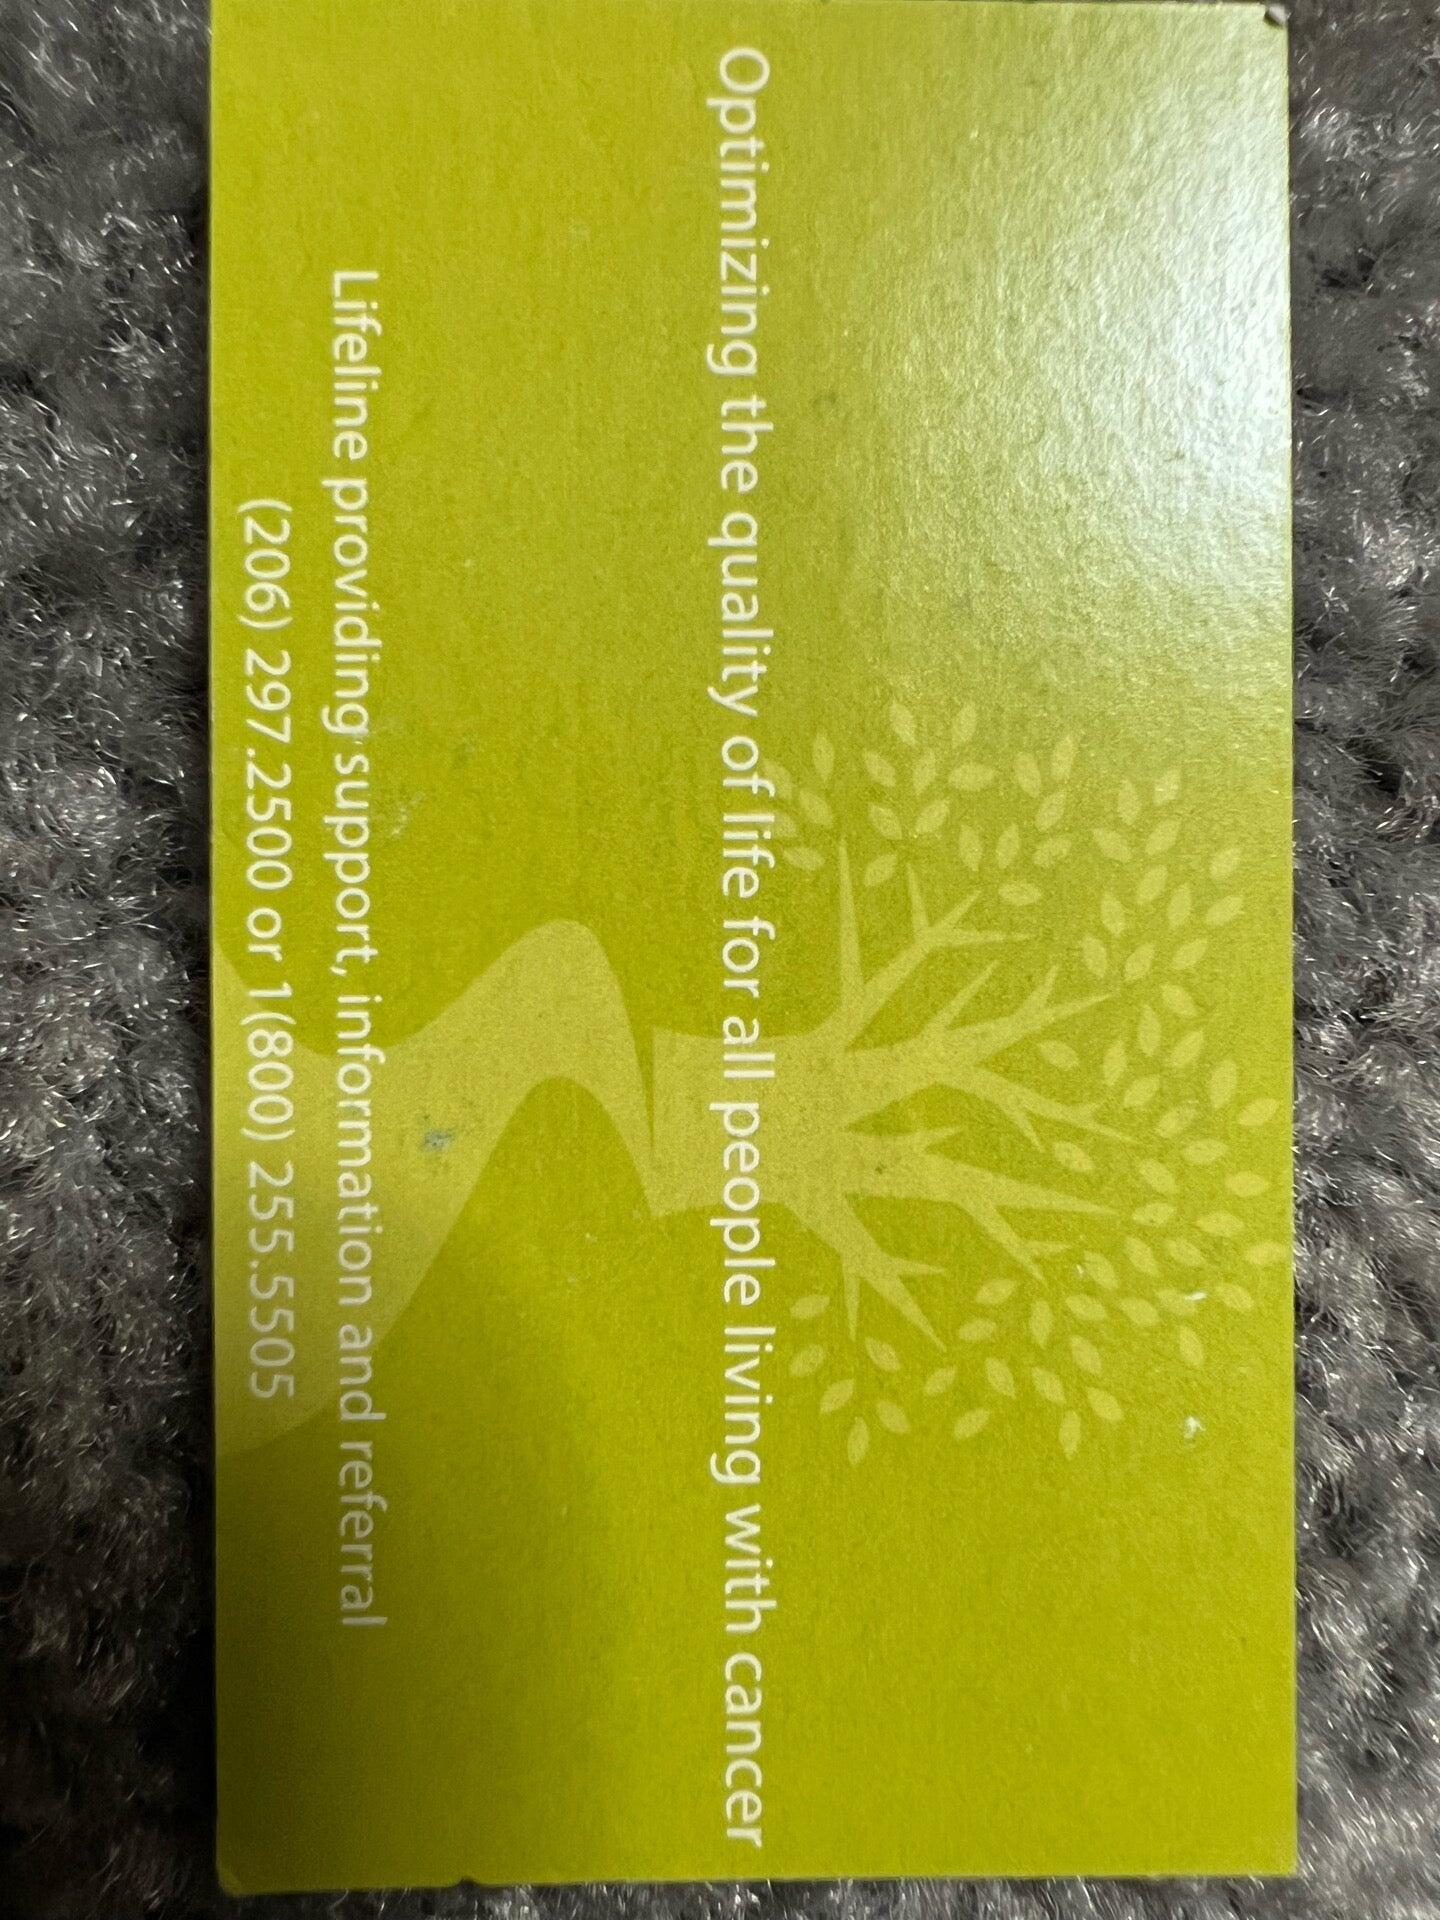 Optimizing the quality of life for all people living with cancer
Lifeline providing support, information and referral
(206) 297.2500 or 1(800) 255.5505